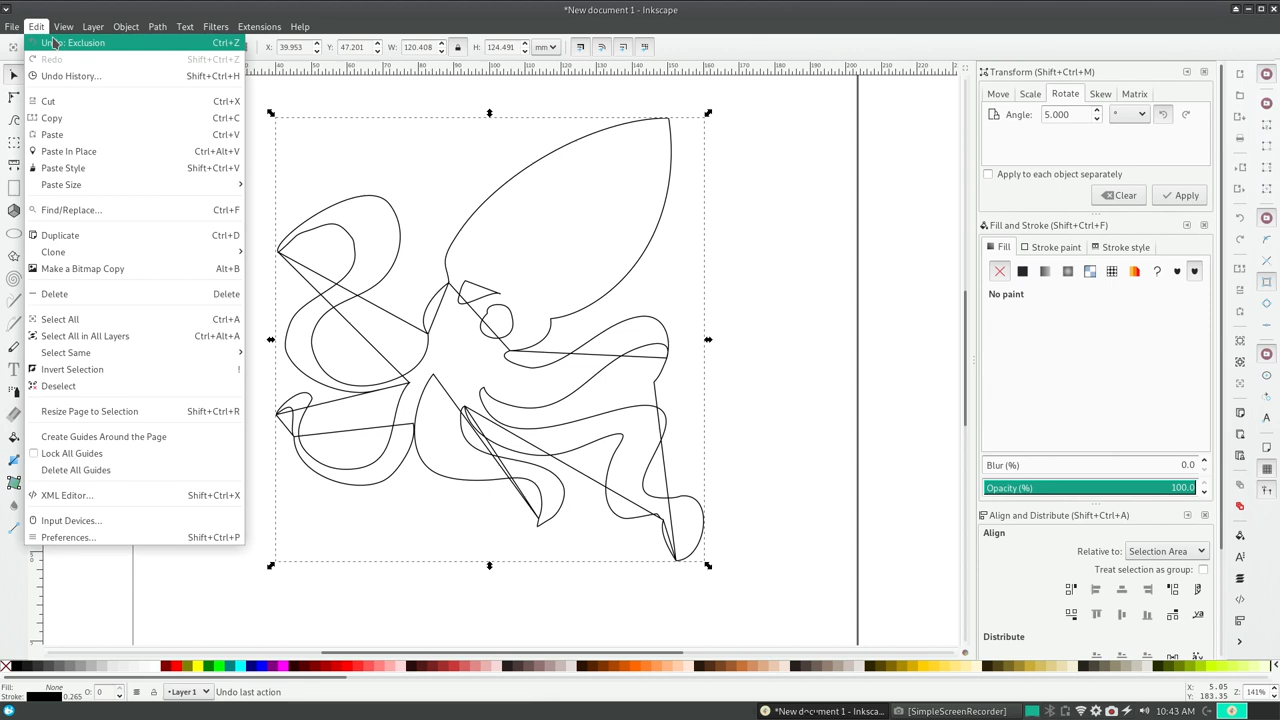 *New document 1 - Inkscape
File Edit View Layer Object Path Text Filters Extensions Help
X: 39.953 Y: 47.201 W: 120.408 H: 124.491 mm
Undo: Exclusion Ctrl+Z
Redo Shift+Ctrl+Z
Undo History... Shift+Ctrl+H
Cut Ctrl+X
Copy Ctrl+C
Paste Ctrl+V
Paste In Place Ctrl+Alt+V
Paste Style Shift+Ctrl+V
Paste Size
Find/Replace... Ctrl+F
Duplicate Ctrl+D
Clone
Make a Bitmap Copy Alt+B
Delete Delete
Select All Ctrl+A
Select All in All Layers Ctrl+Alt+A
Select Same
Invert Selection !
Deselect
Resize Page to Selection Shift+Ctrl+R
Create Guides Around the Page
Lock All Guides
Delete All Guides
XML Editor... Shift+Ctrl+X
Input Devices...
Preferences... Shift+Ctrl+P
Transform (Shift+Ctrl+M)
Move Scale Rotate Skew Matrix
Angle: 5.000 °
Apply to each object separately
Clear Apply
Fill and Stroke (Shift+Ctrl+F)
Fill Stroke paint Stroke style
No paint
Blur (%) 0.0
Opacity (%) 100.0
Align and Distribute (Shift+Ctrl+A)
Align
Relative to: Selection Area
Treat selection as group:
Distribute
Fill: None
Stroke: 0.265
O: 0
•Layer 1
Undo last action
X: 5.05
Y: 183.35
Z: 141%
*New document 1 - Inksca...
[SimpleScreenRecorder]
10:43 AM